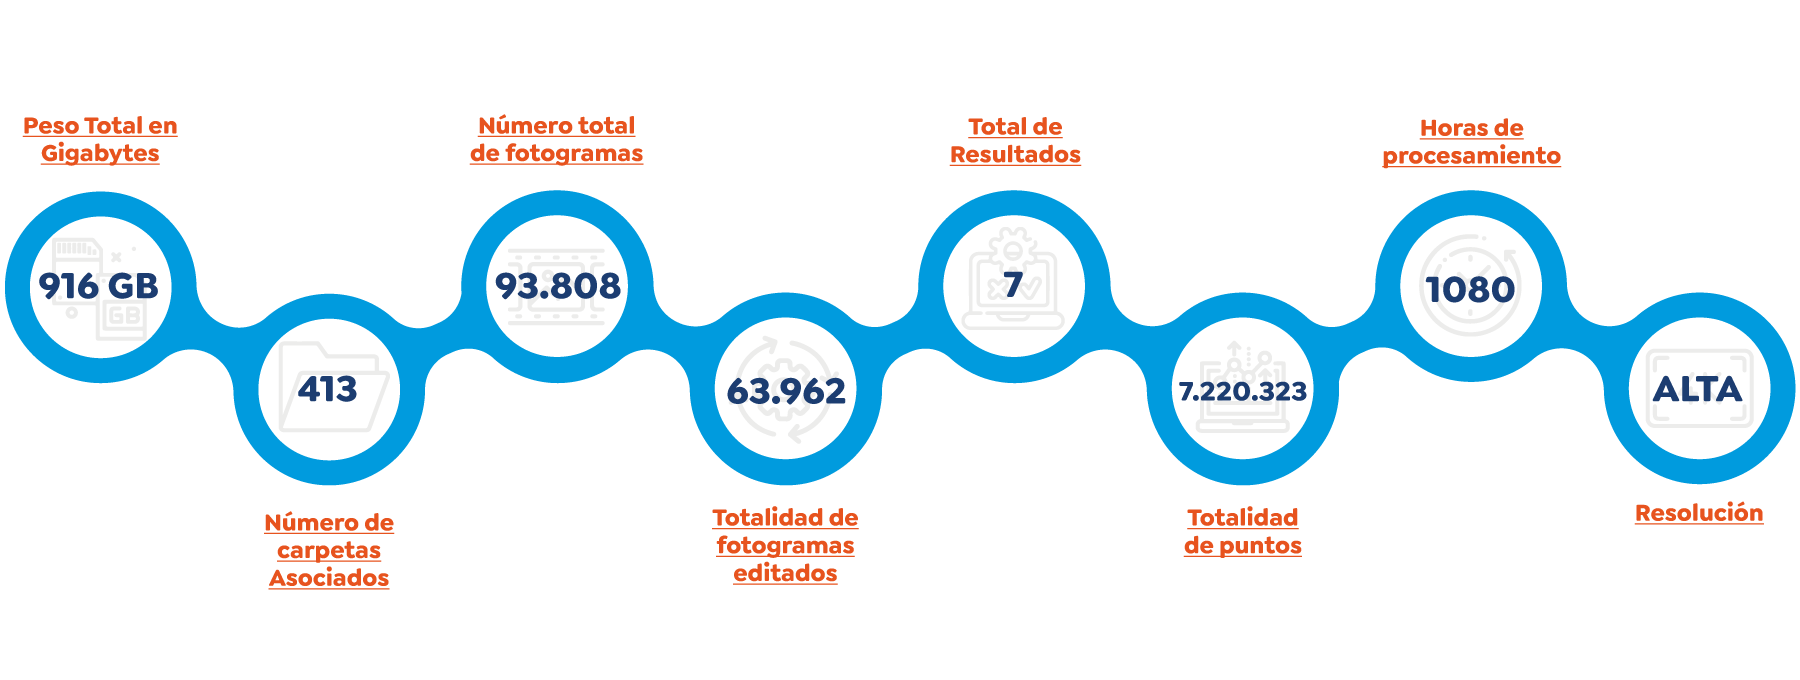 Peso Total en
Gigabytes
916 GB
GB
413
Número de
carpetas
Asociados
Número total
de fotogramas
93.808
63.962
Totalidad de
fotogramas
editados
Total de
Resultados
7
7.220.323
Totalidad
de puntos
Horas de
procesamiento
1080
ALTA
Resolución